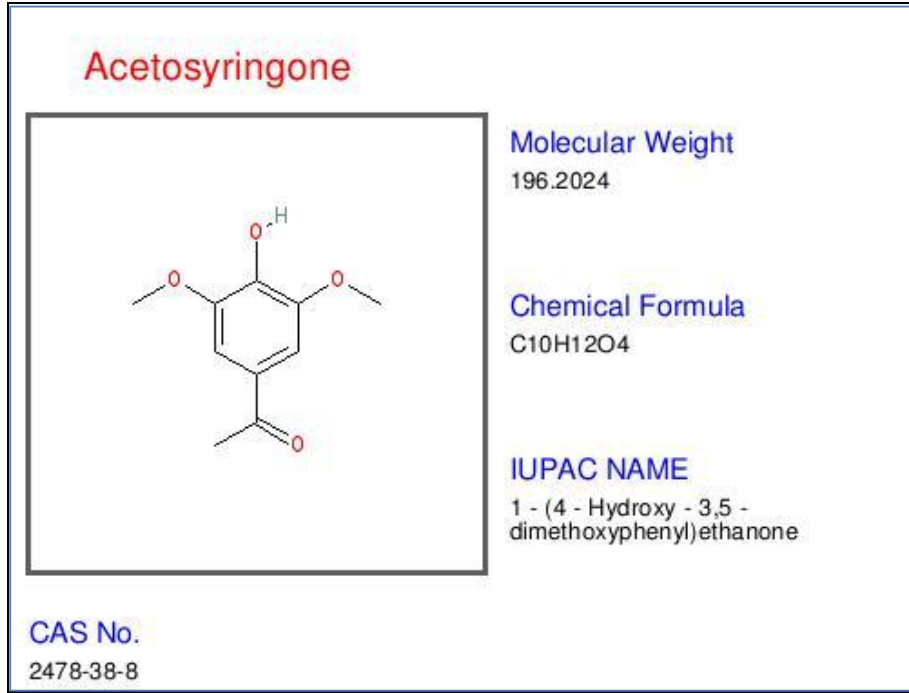 Acetosyringone
H
O
O
O
O
Molecular Weight
196.2024
Chemical Formula
C10H12O4
IUPAC NAME
1 - (4 - Hydroxy - 3,5 -
dimethoxyphenyl)ethanone
CAS No.
2478-38-8